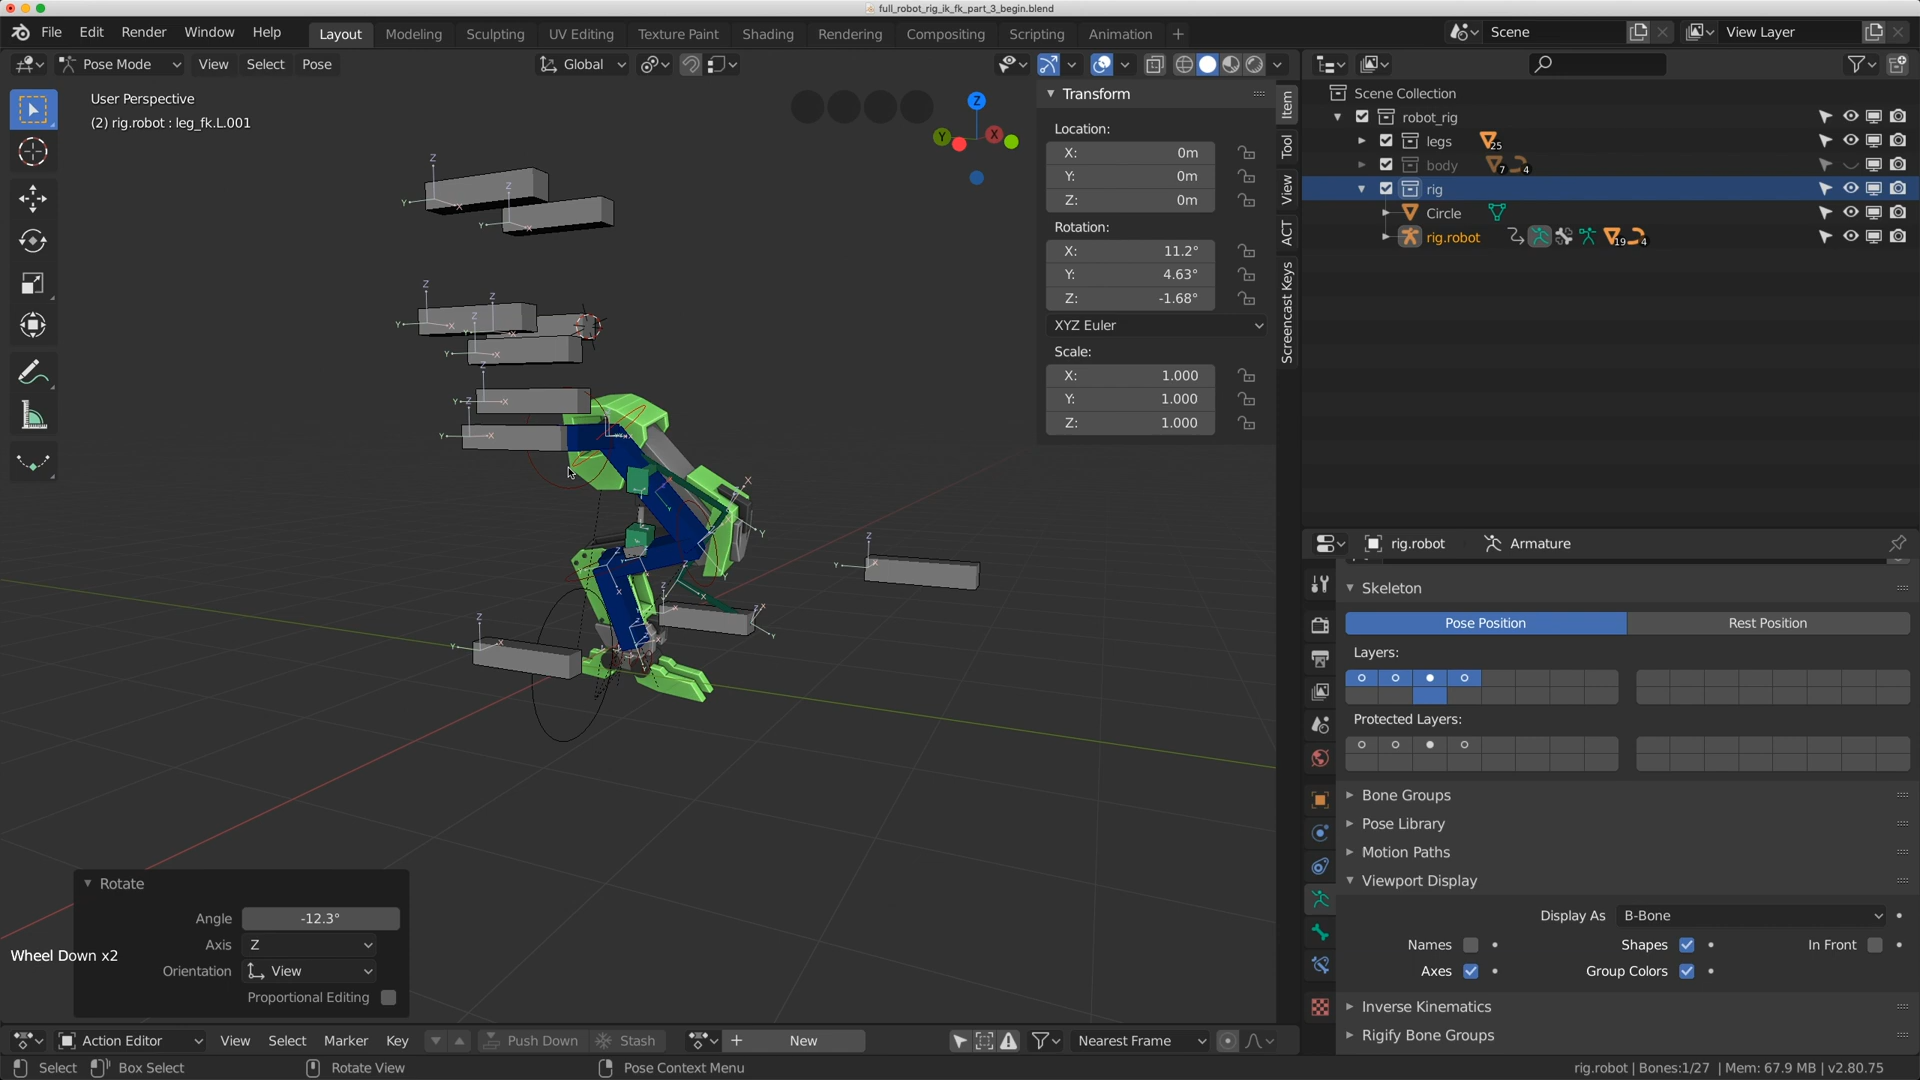 full_robot_rig_ik_fk_part_3_begin.blend
File Edit Render Window Help
Layout Modeling Sculpting UV Editing Texture Paint Shading Rendering Compositing Scripting Animation +
Scene
View Layer
Pose Mode View Select Pose
Global
User Perspective
(2) rig.robot : leg_fk.L.001
Transform
Location:
X: 0m
Y: 0m
Z: 0m
Rotation:
X: 11.2°
Y: 4.63°
Z: -1.68°
XYZ Euler
Scale:
X: 1.000
Y: 1.000
Z: 1.000
Item
Tool
View
ACT
Screencast Keys
Scene Collection
robot_rig
legs 25
body 7 4
rig
Circle
rig.robot 19 4
rig.robot Armature
Skeleton
Pose Position Rest Position
Layers:
Protected Layers:
Bone Groups
Pose Library
Motion Paths
Viewport Display
Display As B-Bone
Names Shapes In Front
Axes Group Colors
Inverse Kinematics
Rigify Bone Groups
Rotate
Angle -12.3°
Axis Z
Orientation View
Proportional Editing
Wheel Down x2
Action Editor View Select Marker Key Push Down Stash + New Nearest Frame
Select Box Select Rotate View Pose Context Menu
rig.robot | Bones:1/27 | Mem: 67.9 MB | v2.80.75